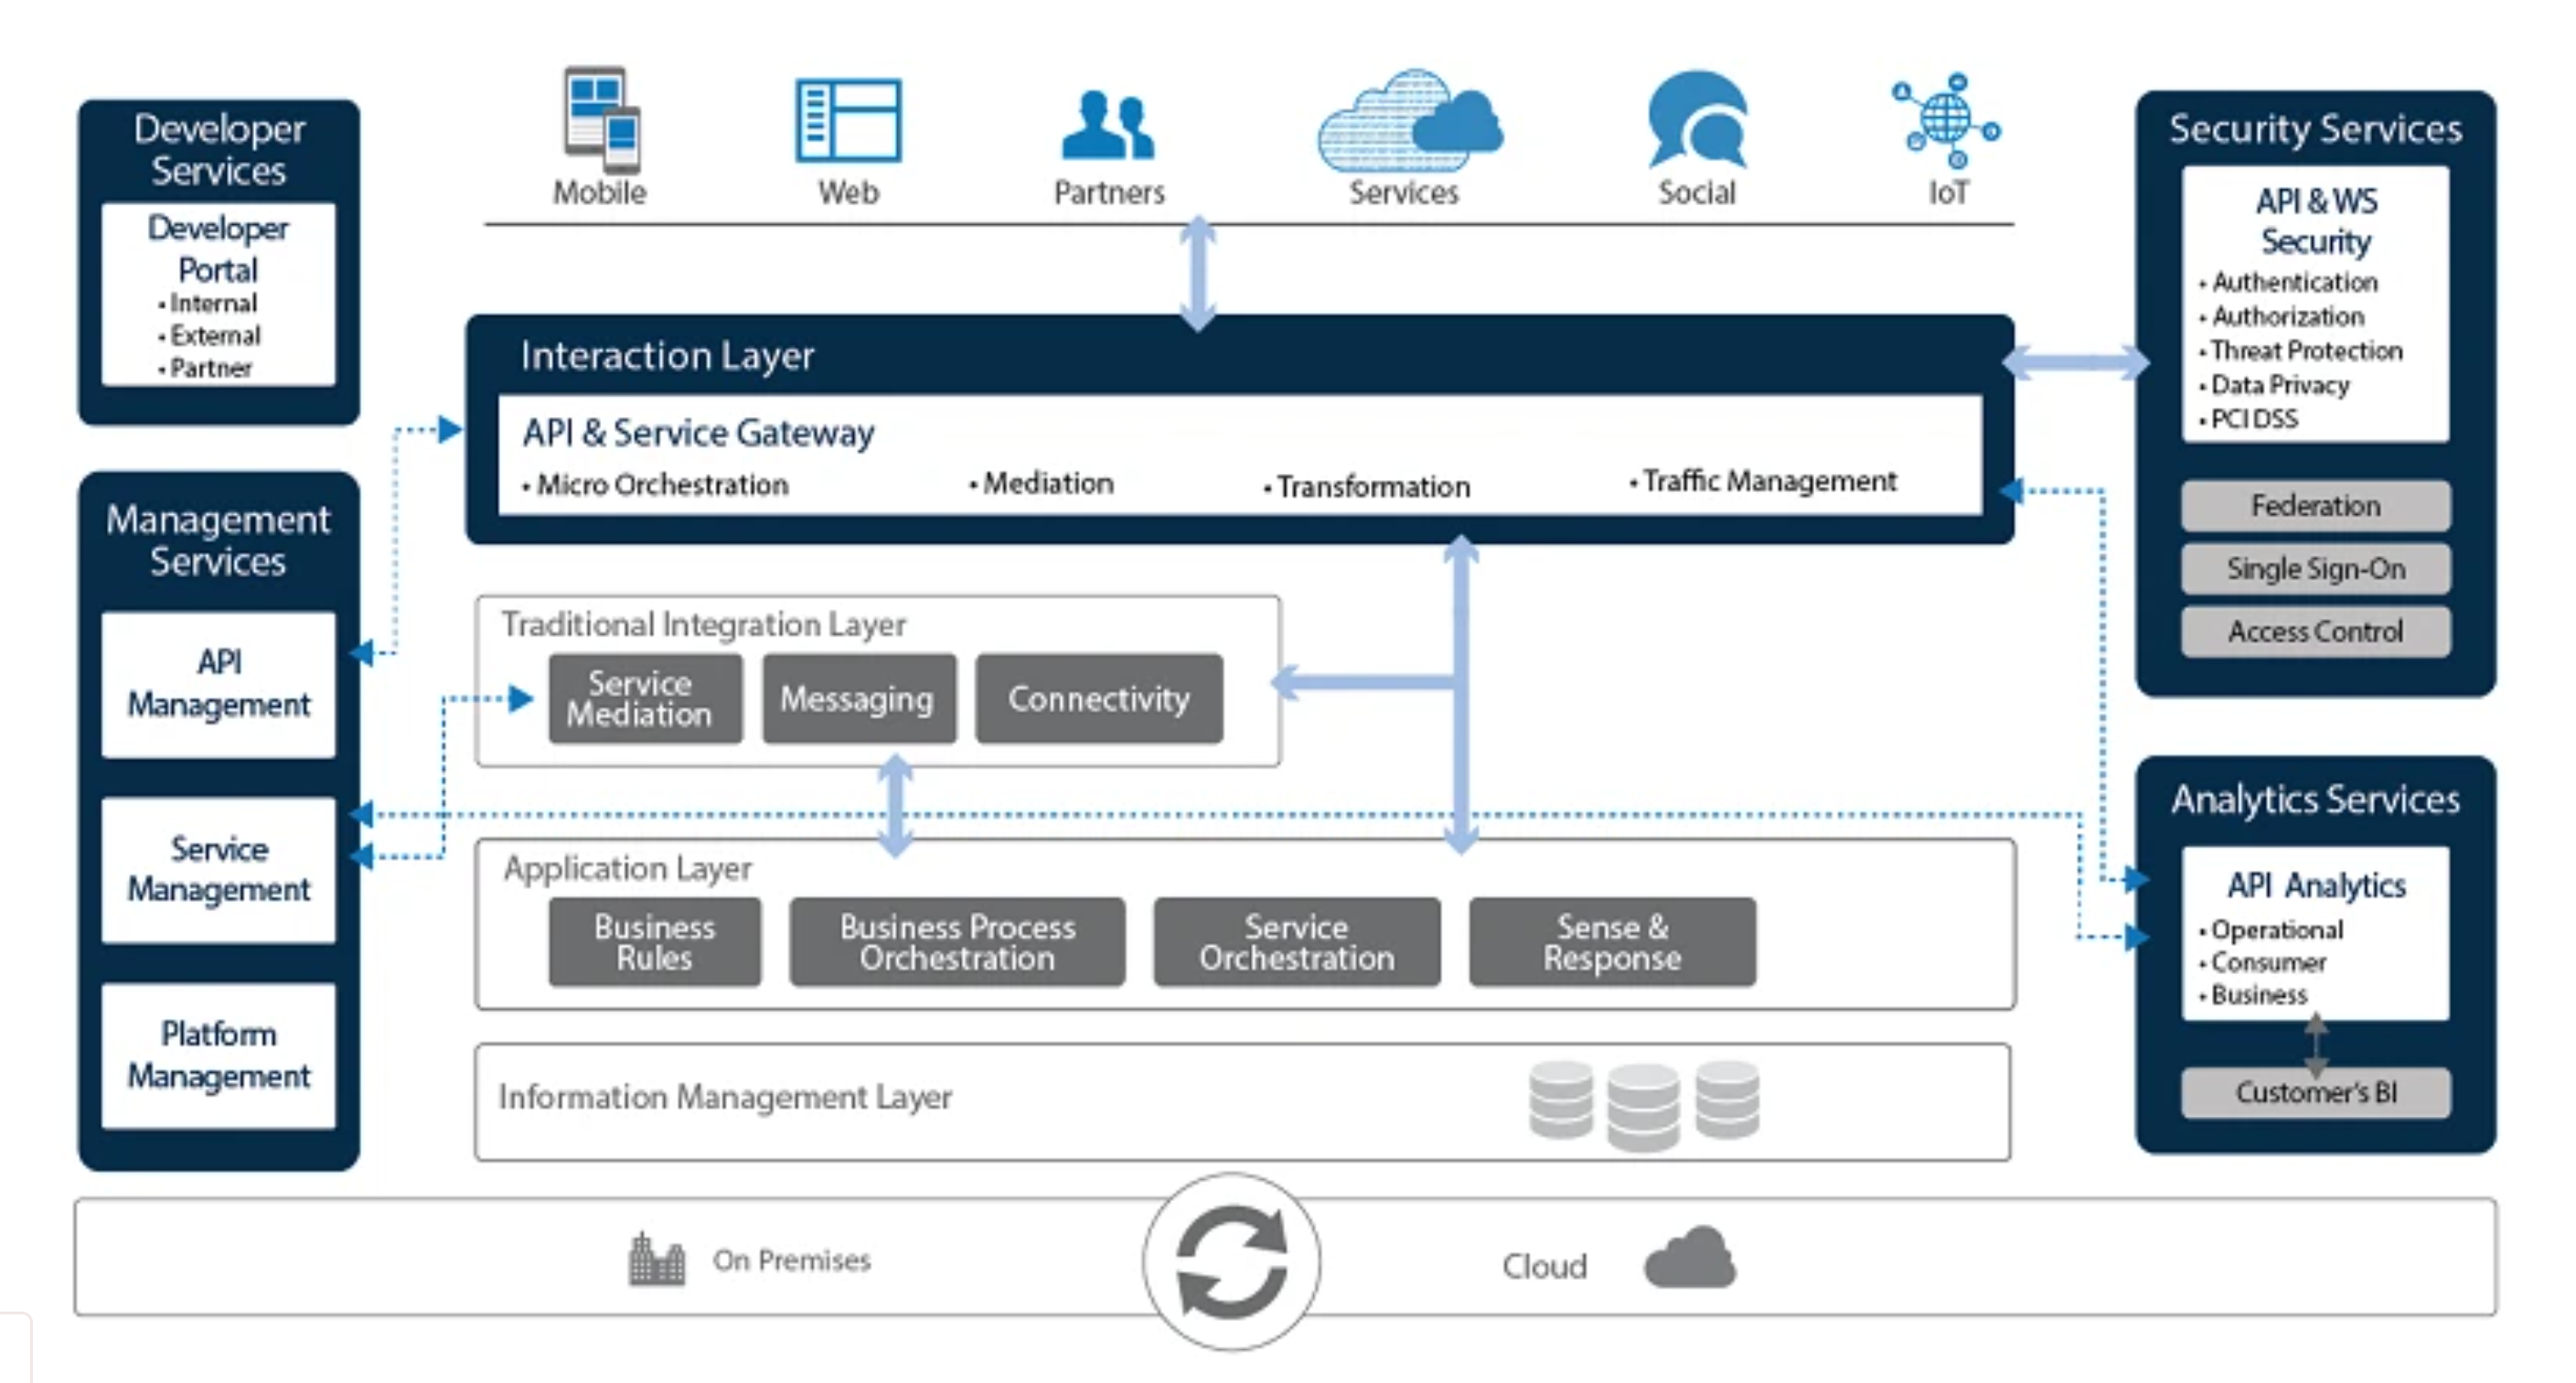 Developer
Services
Developer
Portal
• Internal
• External
• Partner
Management
Services
API
Management
Service
Management
Platform
Management
Mobile
Web
Partners
Services
Social
IoT
Interaction Layer
API & Service Gateway
• Micro Orchestration
• Mediation
• Transformation
• Traffic Management
Traditional Integration Layer
Service
Mediation
Messaging
Connectivity
Application Layer
Business
Rules
Business Process
Orchestration
Service
Orchestration
Sense &
Response
Information Management Layer
Security Services
API & WS
Security
• Authentication
• Authorization
• Threat Protection
• Data Privacy
• PCI DSS
Federation
Single Sign-On
Access Control
Analytics Services
API Analytics
• Operational
• Consumer
• Business
Customer's BI
On Premises
Cloud